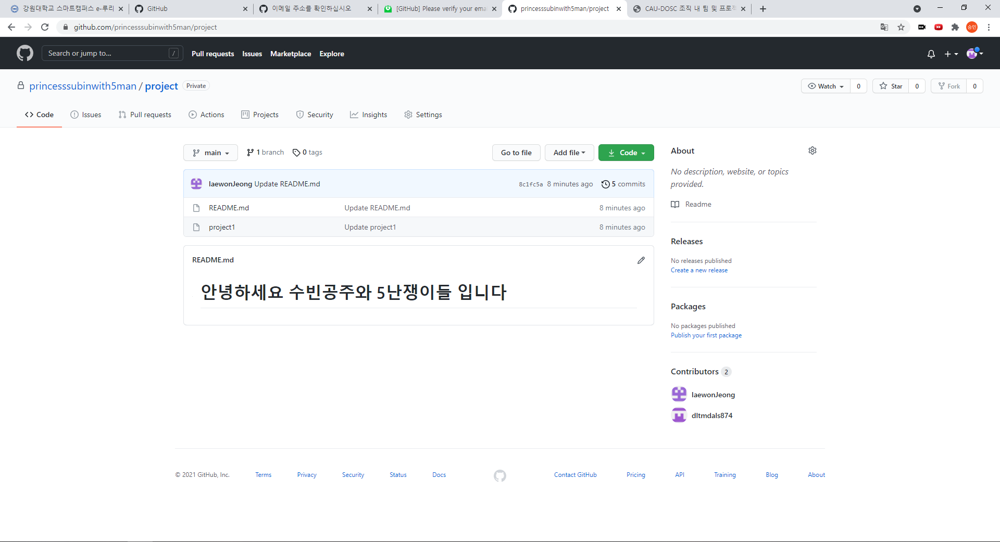 강원대학교 스마트캠퍼스 e-루리
GitHub
이메일 주소를 확인하십시오
[GitHub] Please verify your ema
princesssubinwith5man/project
CAU-DOSC 조직 내 팀 및 프로젝
github.com/princesssubinwith5man/project
승민
Search or jump to... /
Pull requests Issues Marketplace Explore
princesssubinwith5man / project Private
Watch 0 Star 0 Fork 0
Code Issues Pull requests Actions Projects Security Insights Settings
main 1 branch 0 tags
Go to file Add file Code
IaewonJeong Update README.md 8c1fc5a 8 minutes ago 5 commits
README.md Update README.md 8 minutes ago
project1 Update project1 8 minutes ago
README.md
안녕하세요 수빈공주와 5난쟁이들 입니다
About
No description, website, or topics
provided.
Readme
Releases
No releases published
Create a new release
Packages
No packages published
Publish your first package
Contributors 2
IaewonJeong
dltmdals874
© 2021 GitHub, Inc. Terms Privacy Security Status Docs Contact GitHub Pricing API Training Blog About